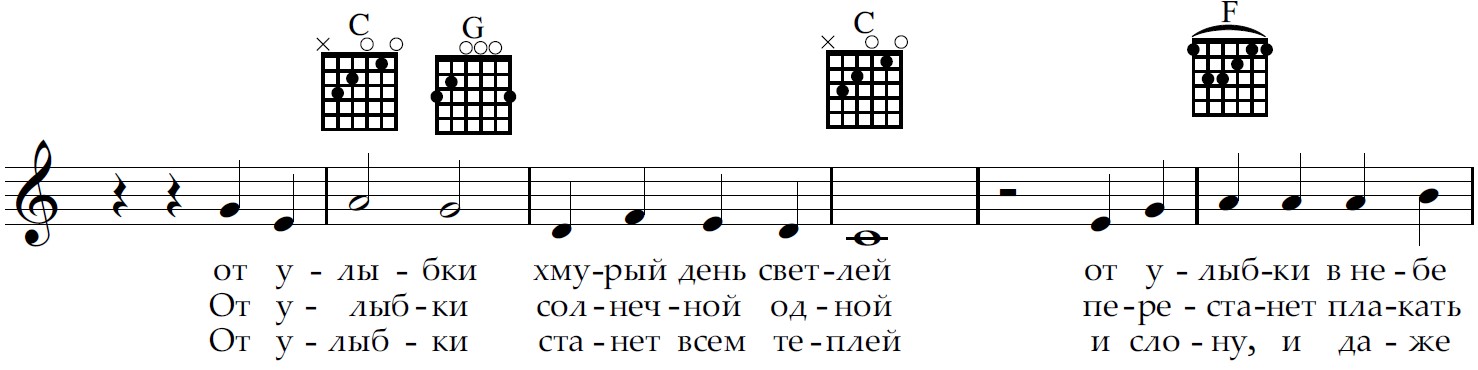 C G C F
от у - лы - бки хму-рый день свет-лей от у - лыб-ки в не - бе
От у - лыб - ки сол - неч - ной од - ной пе-ре - ста-нет пла-кать
От у - лыб - ки ста - нет всем те - плей и сло - ну, и да - же